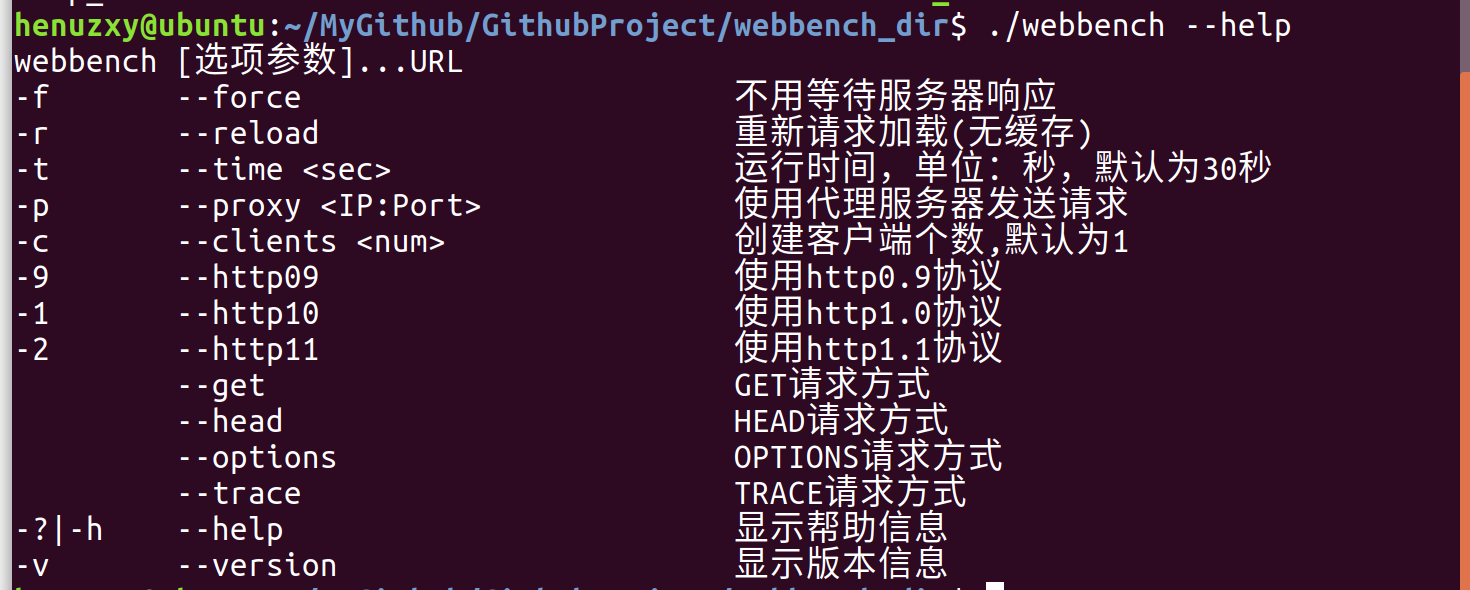 henuzxy@ubuntu:~/MyGithub/GithubProject/webbench_dir$ ./webbench --help
webbench [选项参数]...URL
-f --force 不用等待服务器响应
-r --reload 重新请求加载(无缓存)
-t --time <sec> 运行时间，单位：秒，默认为30秒
-p --proxy <IP:Port> 使用代理服务器发送请求
-c --clients <num> 创建客户端个数,默认为1
-9 --http09 使用http0.9协议
-1 --http10 使用http1.0协议
-2 --http11 使用http1.1协议
--get GET请求方式
--head HEAD请求方式
--options OPTIONS请求方式
--trace TRACE请求方式
-?|-h --help 显示帮助信息
-v --version 显示版本信息